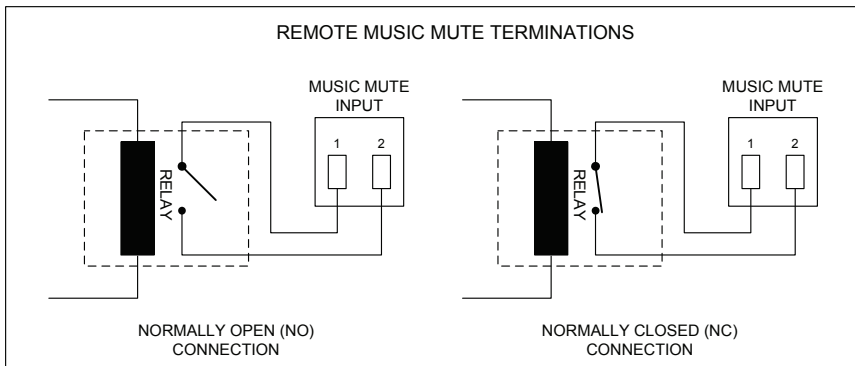 REMOTE MUSIC MUTE TERMINATIONS
MUSIC MUTE
INPUT
1 2
RELAY
NORMALLY OPEN (NO)
CONNECTION
MUSIC MUTE
INPUT
1 2
RELAY
NORMALLY CLOSED (NC)
CONNECTION